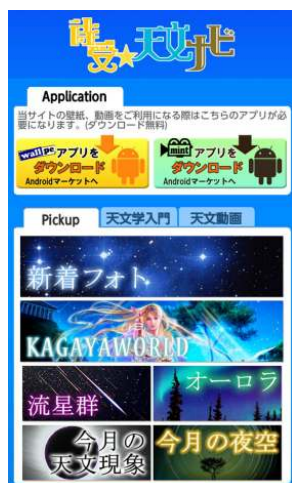 ★天文ナビ
Application
当サイトの壁紙、動画をご利用になる際はこちらのアプリが必
要になります。(ダウンロード無料)
wallpe アプリを
ダウンロード
Androidマーケットへ
mint アプリを
ダウンロード
Androidマーケットへ
Pickup
天文学入門
天文動画
新着フォト
KAGAYAWORLD
流星群
オーロラ
今月の
天文現象
今月の夜空